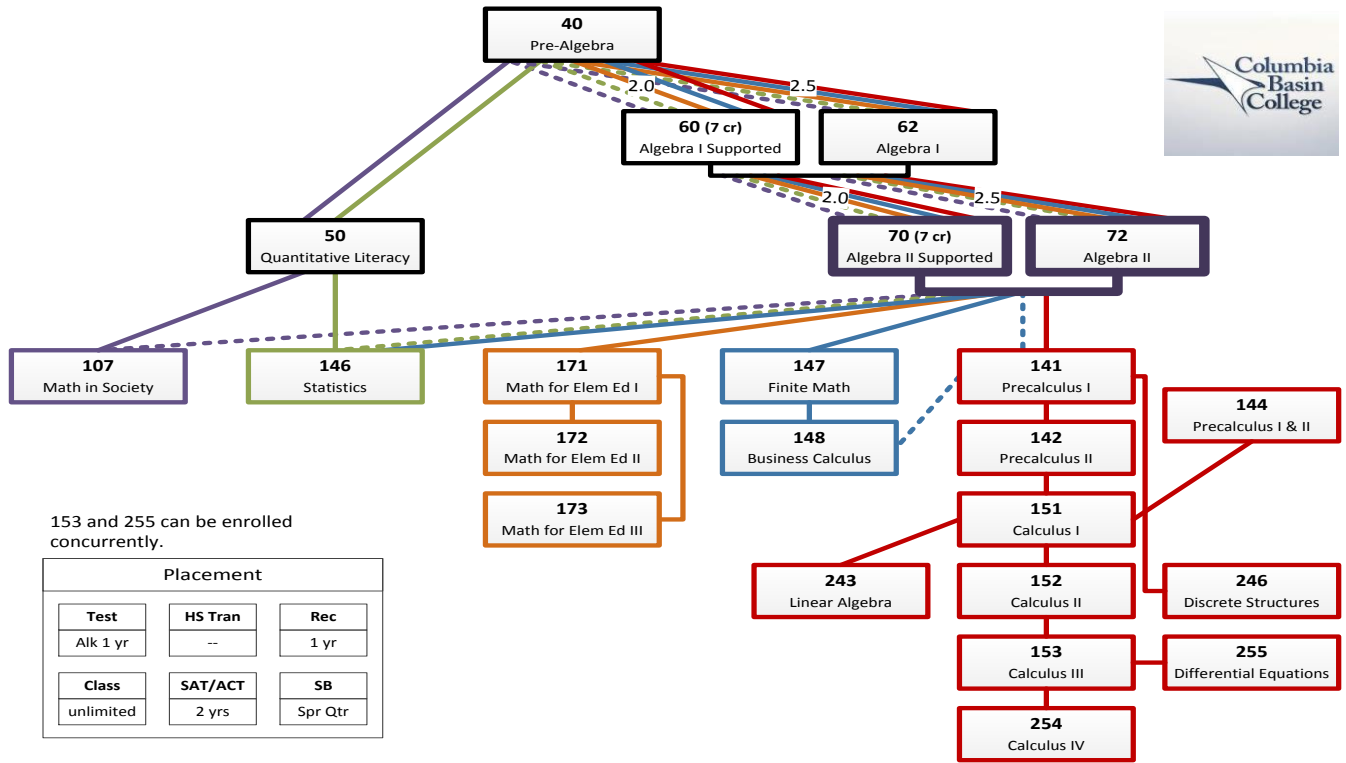 40
Pre-Algebra
Columbia
Basin
College
2.0
2.5
60 (7 cr)
Algebra I Supported
62
Algebra I
2.0
2.5
50
Quantitative Literacy
70 (7 cr)
Algebra II Supported
72
Algebra II
107
Math in Society
146
Statistics
171
Math for Elem Ed I
147
Finite Math
141
Precalculus I
144
Precalculus I & II
172
Math for Elem Ed II
148
Business Calculus
142
Precalculus II
173
Math for Elem Ed III
151
Calculus I
153 and 255 can be enrolled
concurrently.
243
Linear Algebra
152
Calculus II
246
Discrete Structures
153
Calculus III
255
Differential Equations
254
Calculus IV
Placement
Test
Alk 1 yr
HS Tran
--
Rec
1 yr
Class
unlimited
SAT/ACT
2 yrs
SB
Spr Qtr